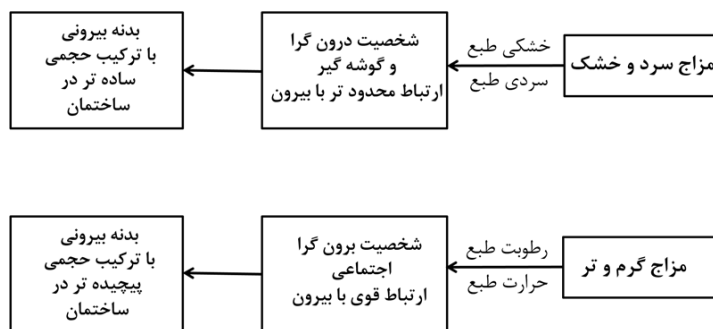 مزاج سرد و خشک
خشکی طبع
سردی طبع
شخصیت درون گرا
و گوشه گیر
ارتباط محدود تر با بیرون
بدنه بیرونی
با ترکیب حجمی
ساده تر در
ساختمان
مزاج گرم و تر
رطوبت طبع
حرارت طبع
شخصیت برون گرا
اجتماعی
ارتباط قوی با بیرون
بدنه بیرونی
با ترکیب حجمی
پیچیده تر در
ساختمان